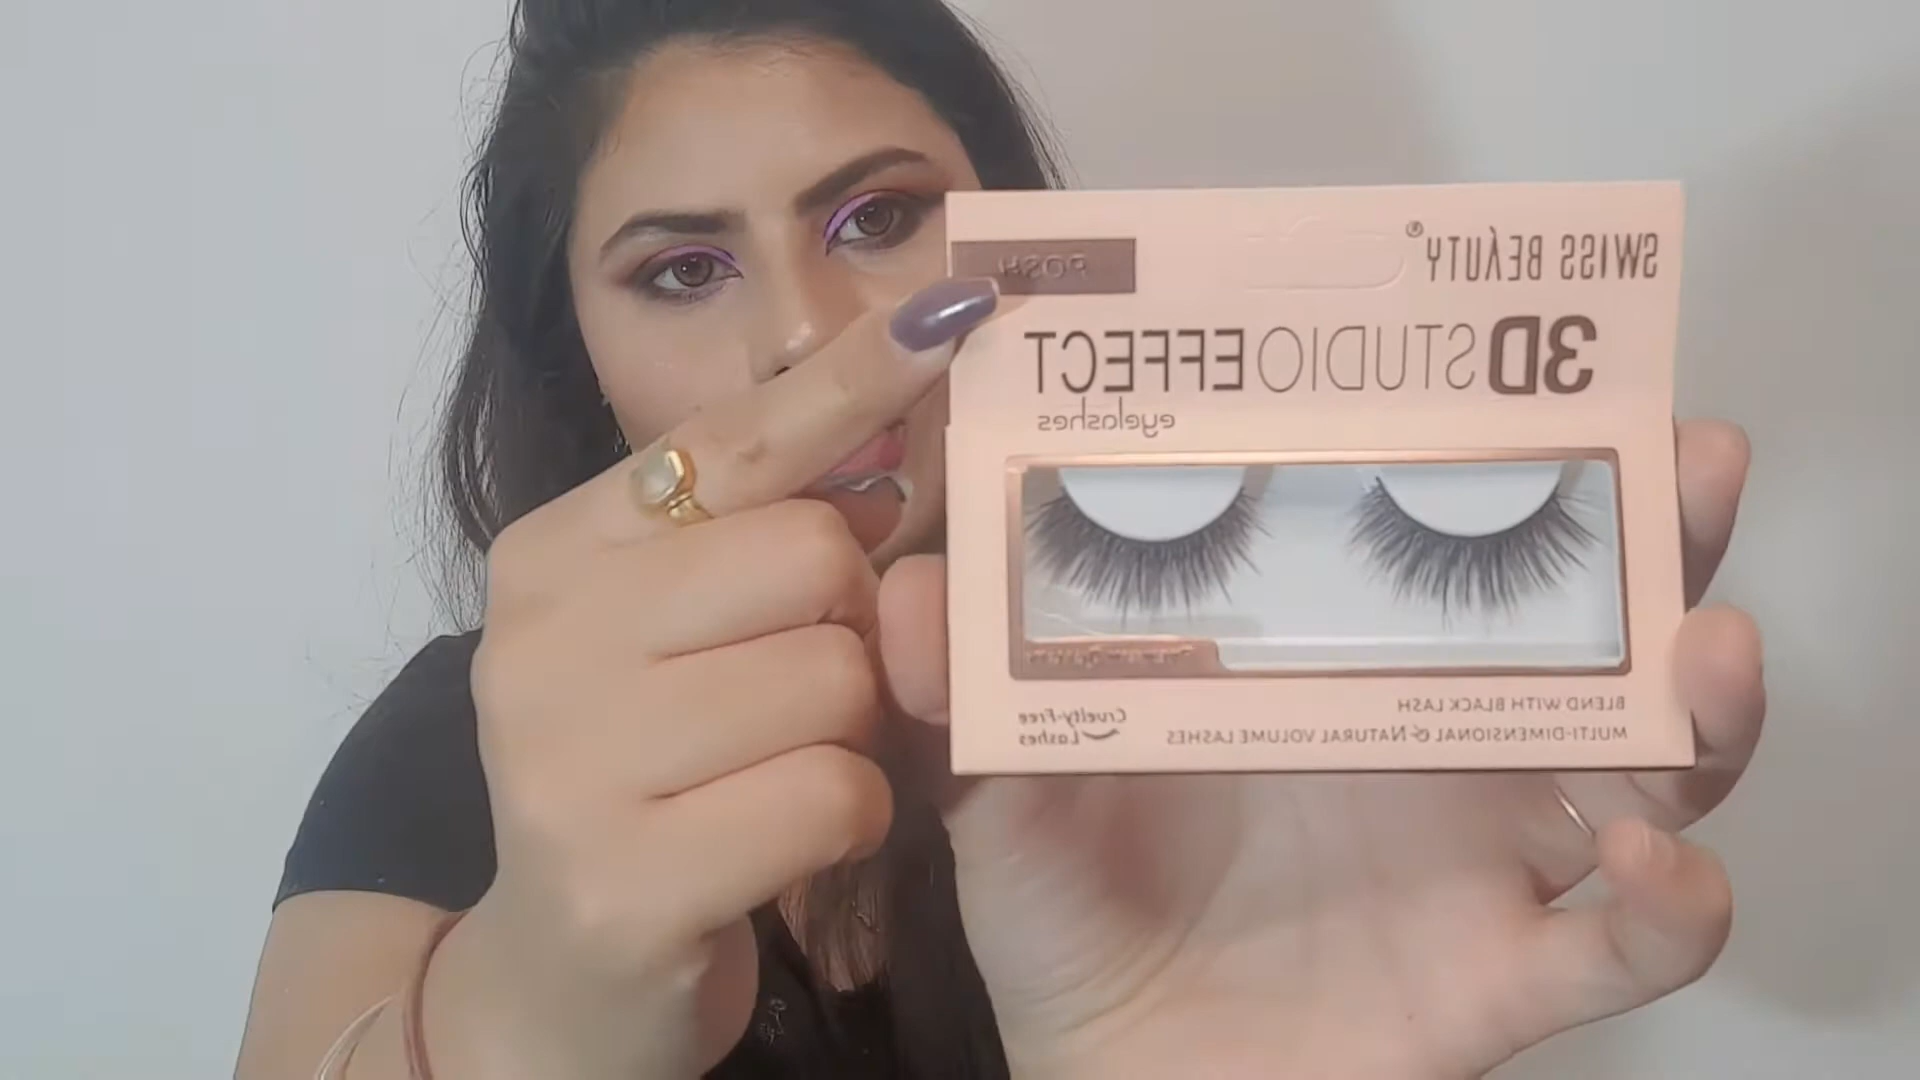 SWISS BEAUTY®
POSH
3D STUDIO EFFECT
eyelashes
BLEND WITH BLACK LASH
MULTI-DIMENSIONAL & NATURAL VOLUME LASHES
Cruelty-Free
Lashes